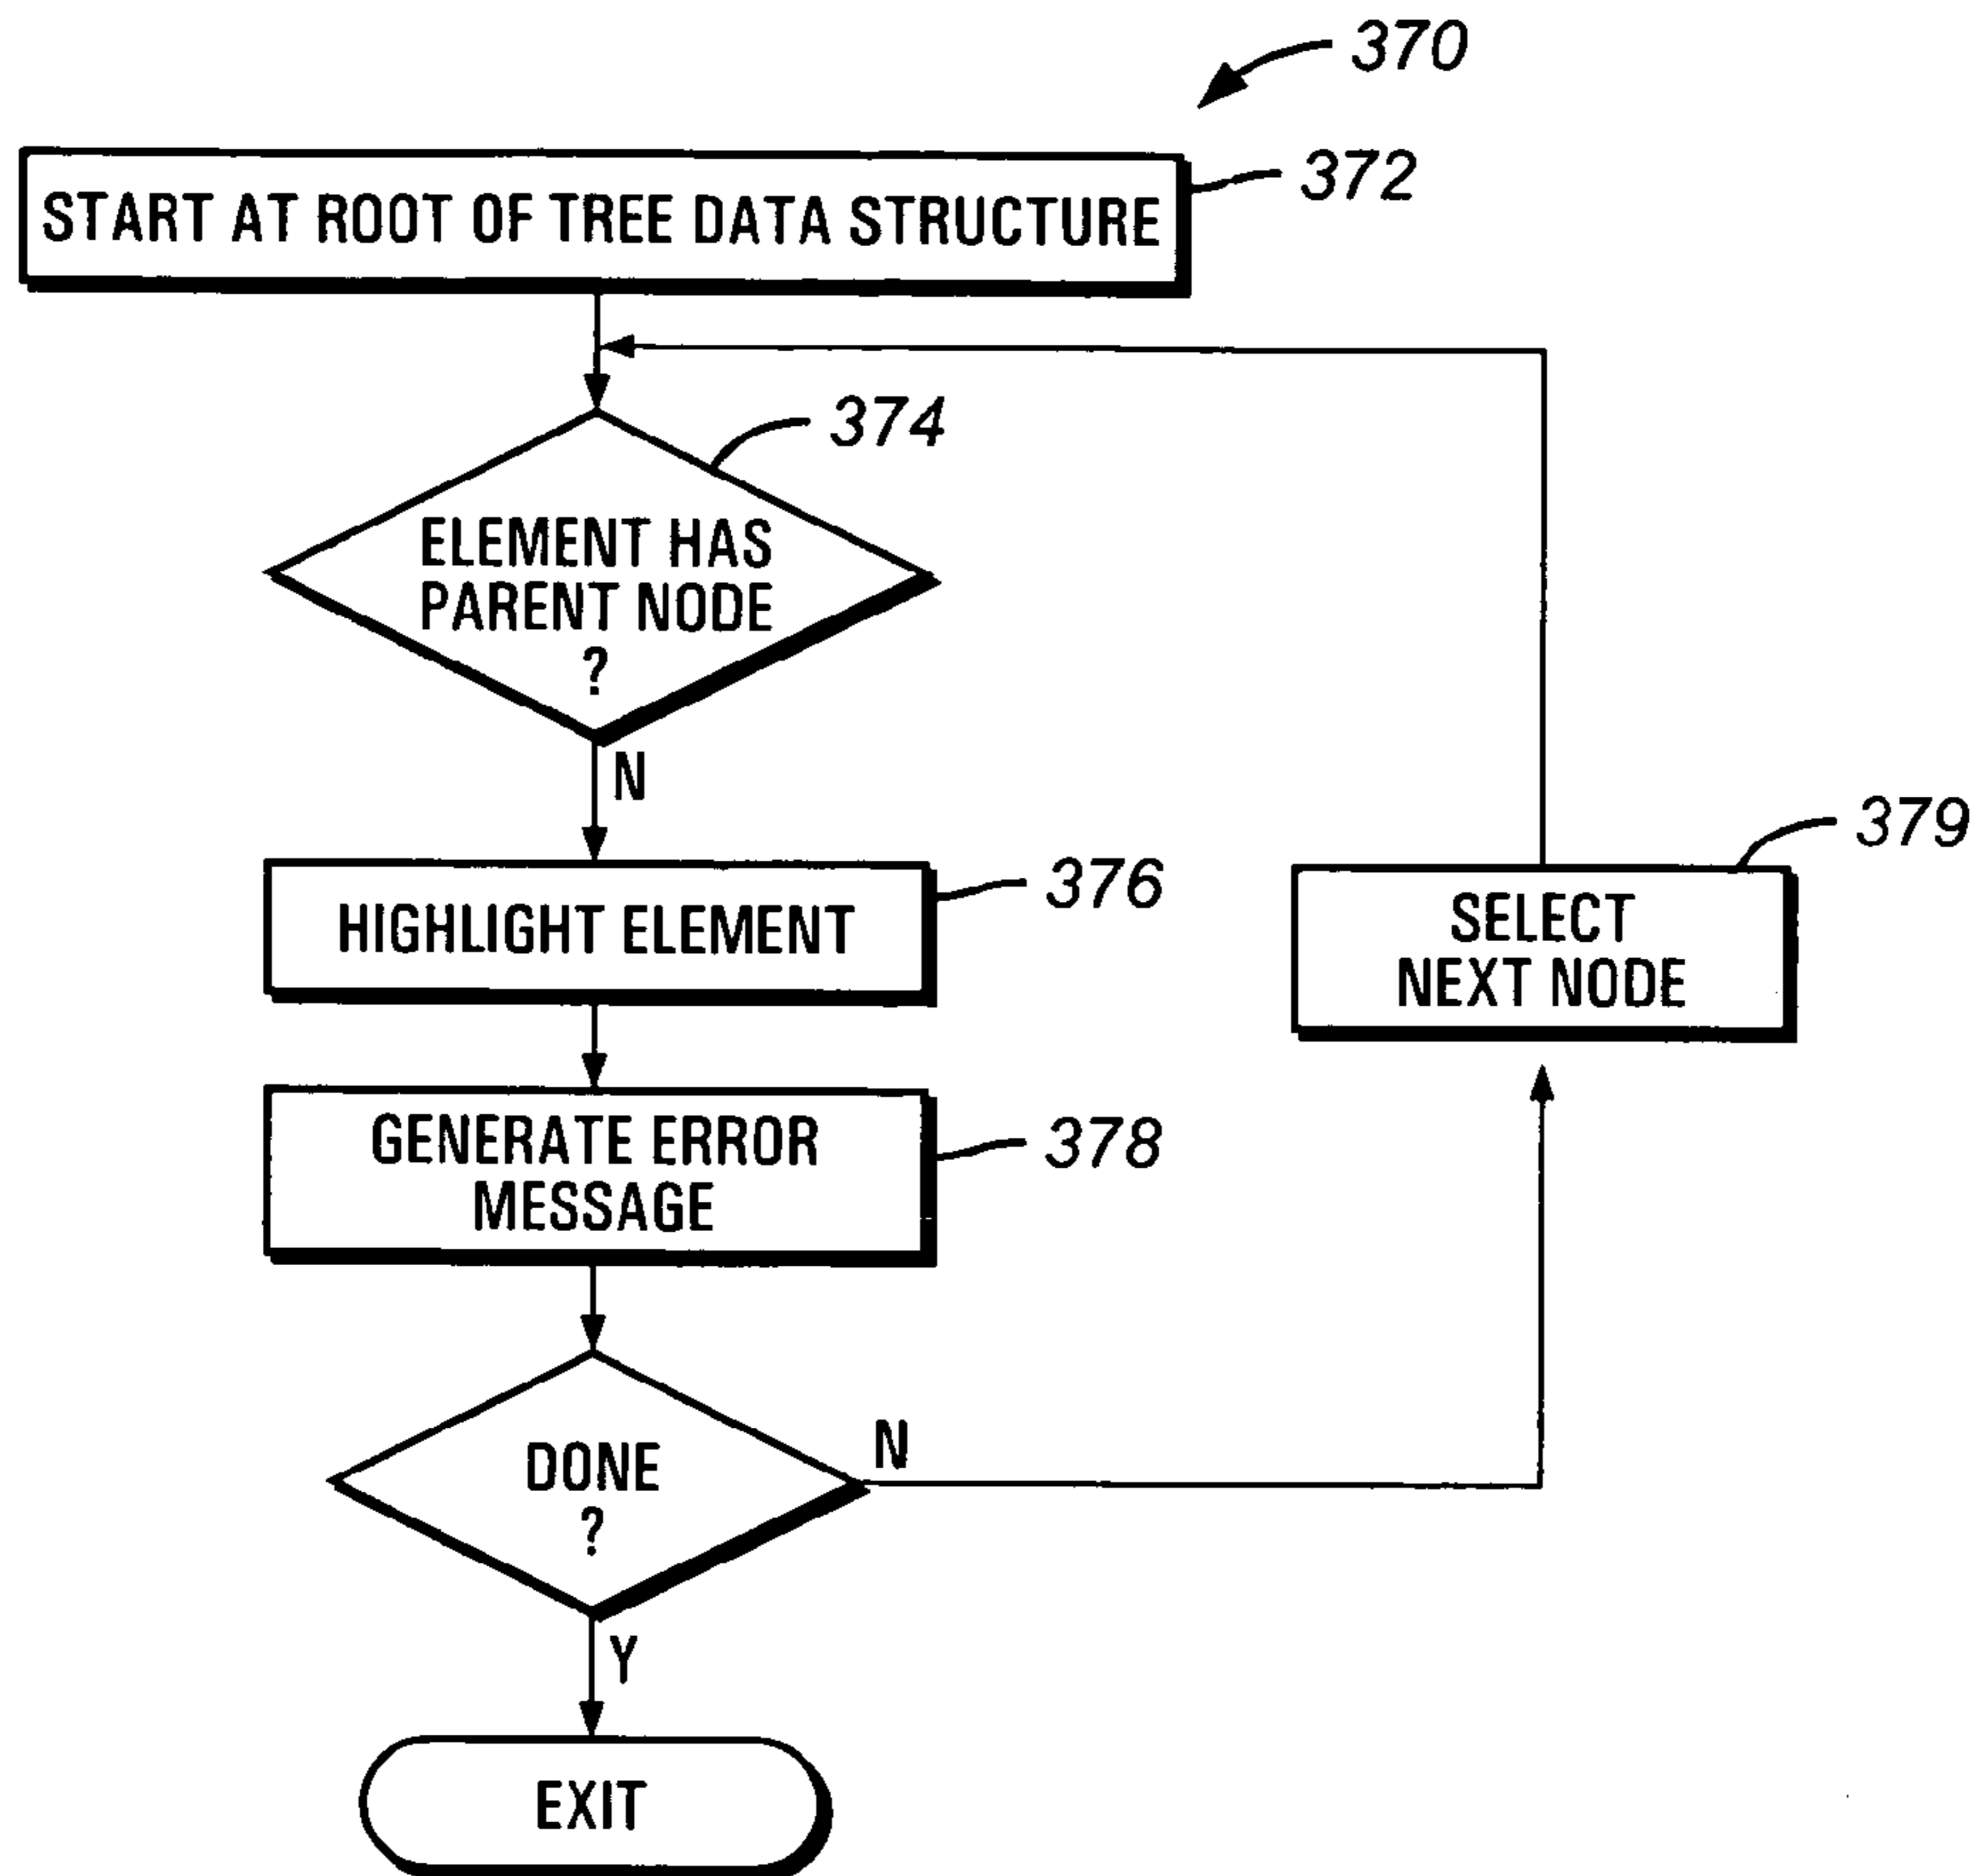 370
372
START AT ROOT OF TREE DATA STRUCTURE
374
ELEMENT HAS
PARENT NODE
?
N
376
HIGHLIGHT ELEMENT
379
SELECT
NEXT NODE
378
GENERATE ERROR
MESSAGE
DONE
?
N
Y
EXIT